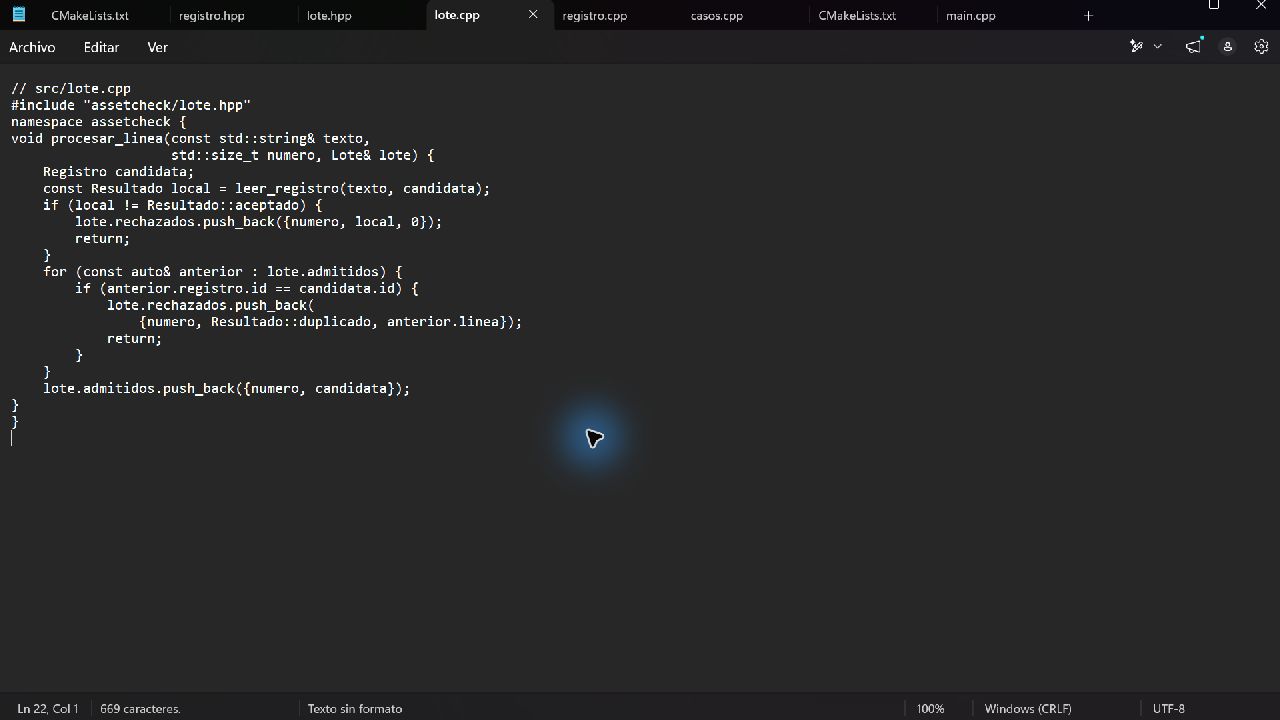 CMakeLists.txt registro.hpp lote.hpp lote.cpp registro.cpp casos.cpp CMakeLists.txt main.cpp
Archivo Editar Ver
// src/lote.cpp
#include "assetcheck/lote.hpp"
namespace assetcheck {
void procesar_linea(const std::string& texto,
                    std::size_t numero, Lote& lote) {
    Registro candidata;
    const Resultado local = leer_registro(texto, candidata);
    if (local != Resultado::aceptado) {
        lote.rechazados.push_back({numero, local, 0});
        return;
    }
    for (const auto& anterior : lote.admitidos) {
        if (anterior.registro.id == candidata.id) {
            lote.rechazados.push_back(
                {numero, Resultado::duplicado, anterior.linea});
            return;
        }
    }
    lote.admitidos.push_back({numero, candidata});
}
}
Ln 22, Col 1 669 caracteres. Texto sin formato 100% Windows (CRLF) UTF-8